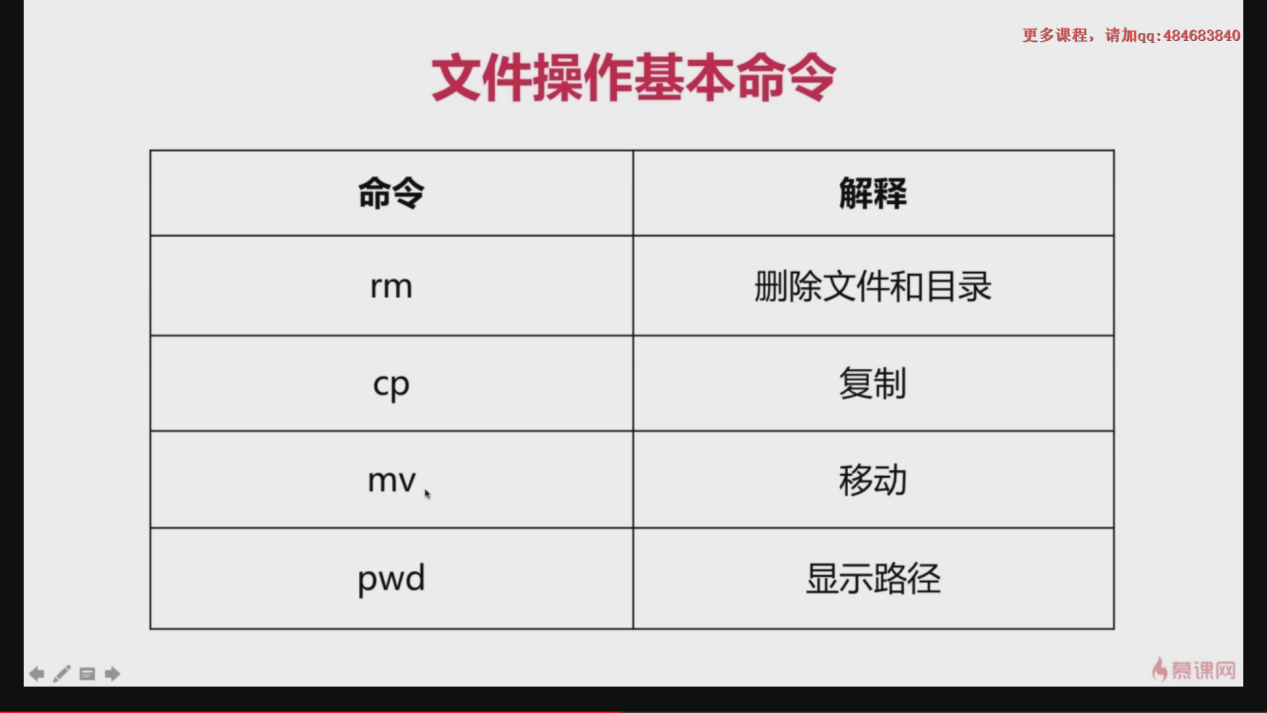 更多课程，请加qq:484683840
文件操作基本命令
命令 解释
rm 删除文件和目录
cp 复制
mv 移动
pwd 显示路径
慕课网